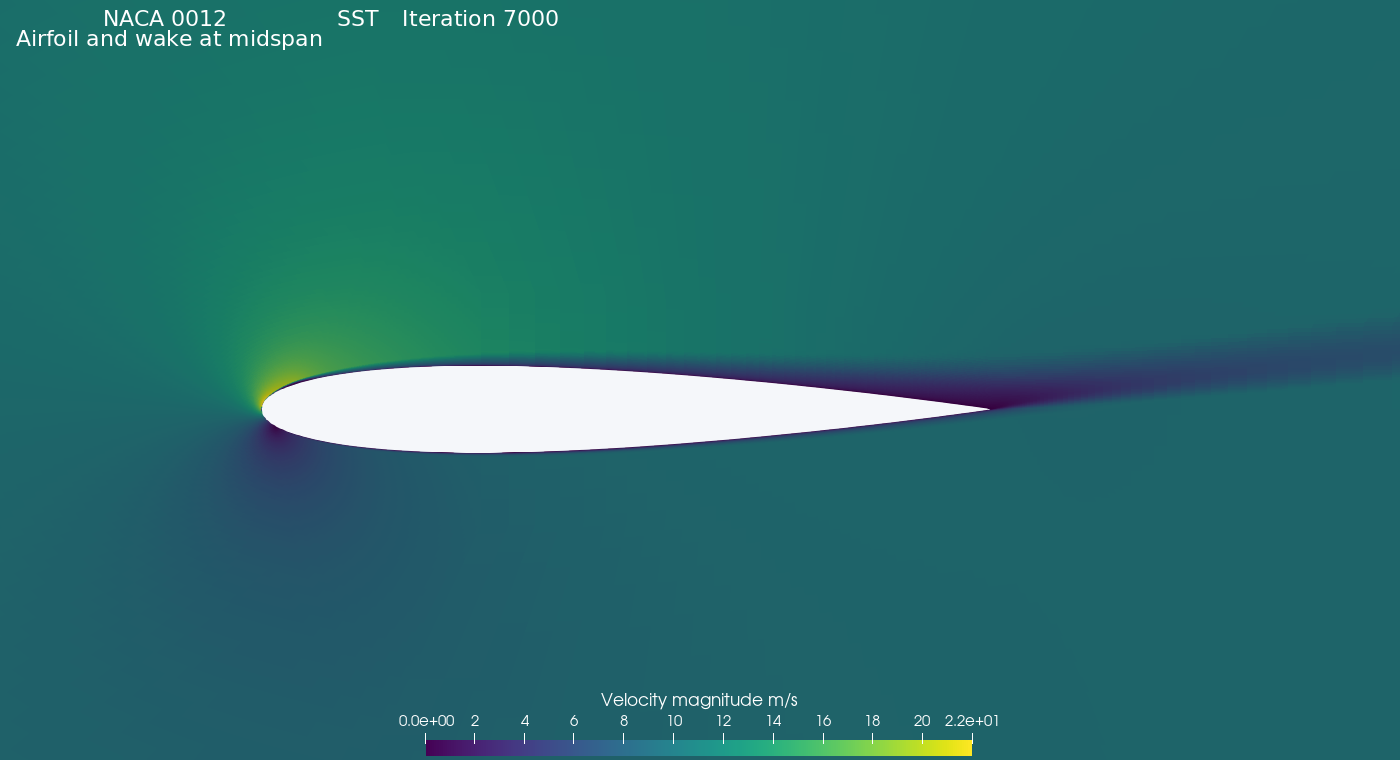 NACA 0012 SST Iteration 7000
Airfoil and wake at midspan
Velocity magnitude m/s
0.0e+00 2 4 6 8 10 12 14 16 18 20 2.2e+01